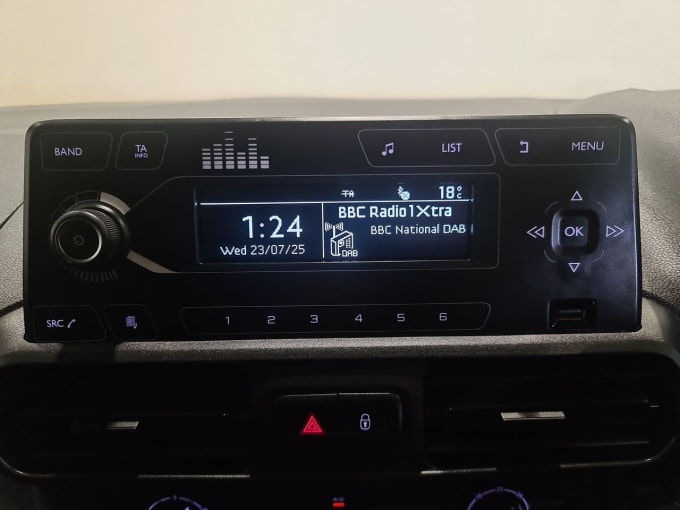 BAND
TA
INFO
LIST
MENU
TA
18°C
1:24
Wed 23/07/25
BBC Radio 1Xtra
BBC National DAB
DAB
OK
SRC
1 2 3 4 5 6